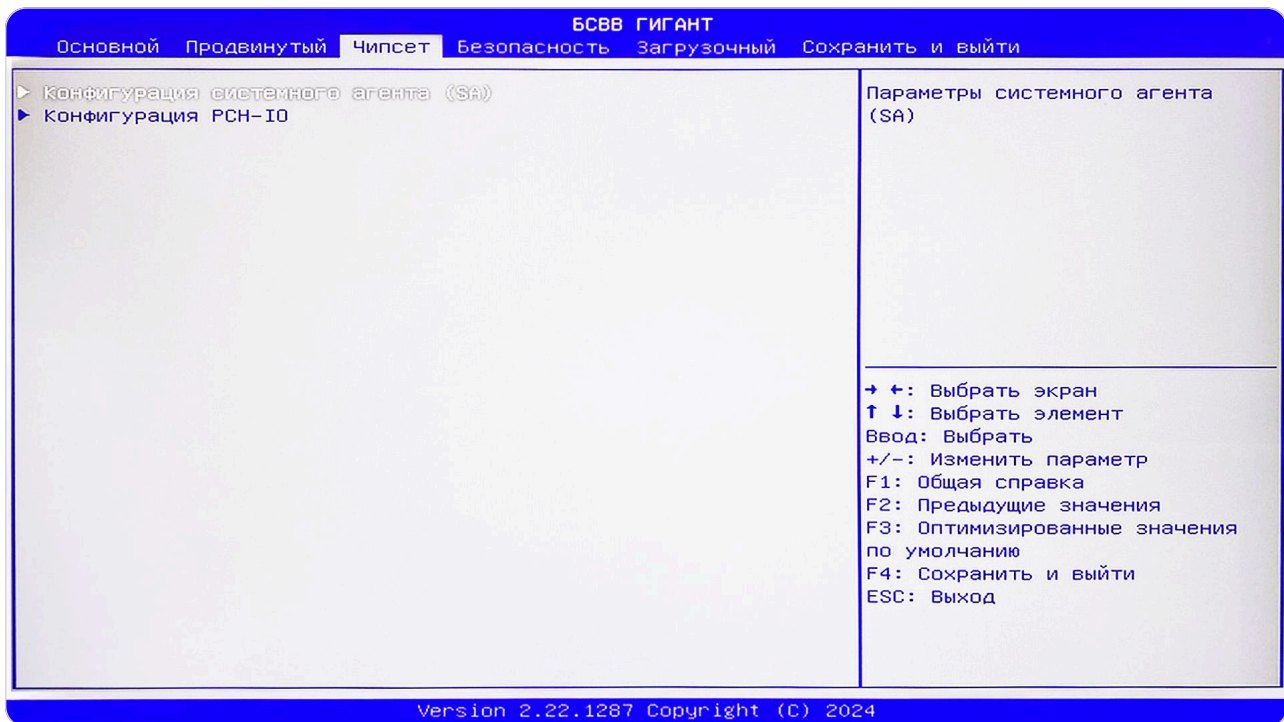 БСВВ ГИГАНТ
Основной Продвинутый Чипсет Безопасность Загрузочный Сохранить и выйти
Конфигурация системного агента (SA)
Конфигурация PCH-IO
Параметры системного агента
(SA)
→ ←: Выбрать экран
↑ ↓: Выбрать элемент
Ввод: Выбрать
+/-: Изменить параметр
F1: Общая справка
F2: Предыдущие значения
F3: Оптимизированные значения
по умолчанию
F4: Сохранить и выйти
ESC: Выход
Version 2.22.1287 Copyright (C) 2024